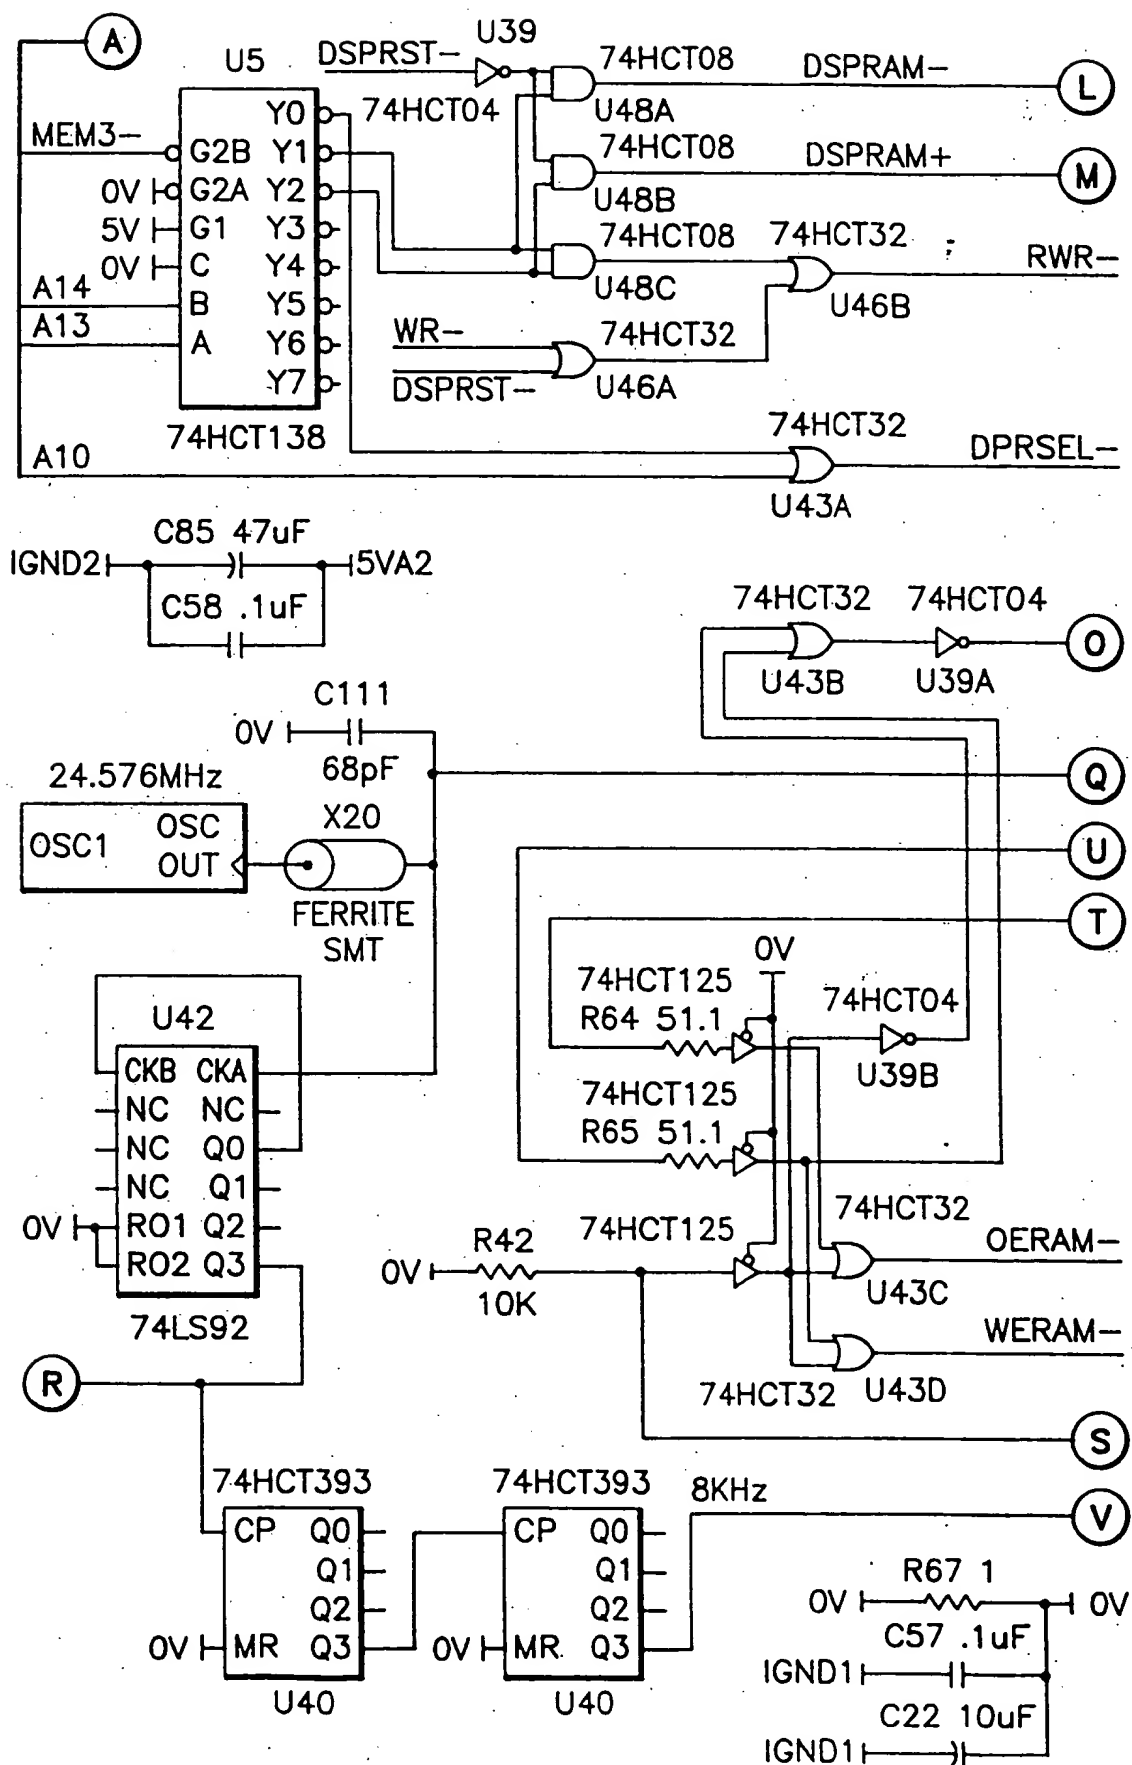 A
U5
DSPRST-
U39
74HCT04
74HCT08
U48A
DSPRAM-
L
74HCT08
U48B
DSPRAM+
M
MEM3-
0V
5V
0V
A14
A13
G2B
G2A
G1
C
B
A
Y0
Y1
Y2
Y3
Y4
Y5
Y6
Y7
74HCT138
74HCT08
U48C
74HCT32
U46B
RWR-
WR-
DSPRST-
74HCT32
U46A
A10
74HCT32
U43A
DPRSEL-
C85 47uF
IGND2
5VA2
C58 .1uF
74HCT32
U43B
74HCT04
U39A
O
C111
0V
68pF
Q
24.576MHz
OSC1
OSC
OUT
X20
FERRITE
SMT
U
T
0V
74HCT125
R64 51.1
74HCT04
U39B
74HCT125
R65 51.1
U42
CKB CKA
NC NC
NC Q0
NC Q1
0V
RO1 Q2
RO2 Q3
74LS92
74HCT125
R42
0V
10K
74HCT32
U43C
OERAM-
WERAM-
74HCT32
U43D
R
S
74HCT393
CP Q0
Q1
Q2
0V
MR Q3
U40
74HCT393
CP Q0
Q1
Q2
0V
MR Q3
U40
8KHz
V
R67 1
0V
0V
C57 .1uF
IGND1
C22 10uF
IGND1